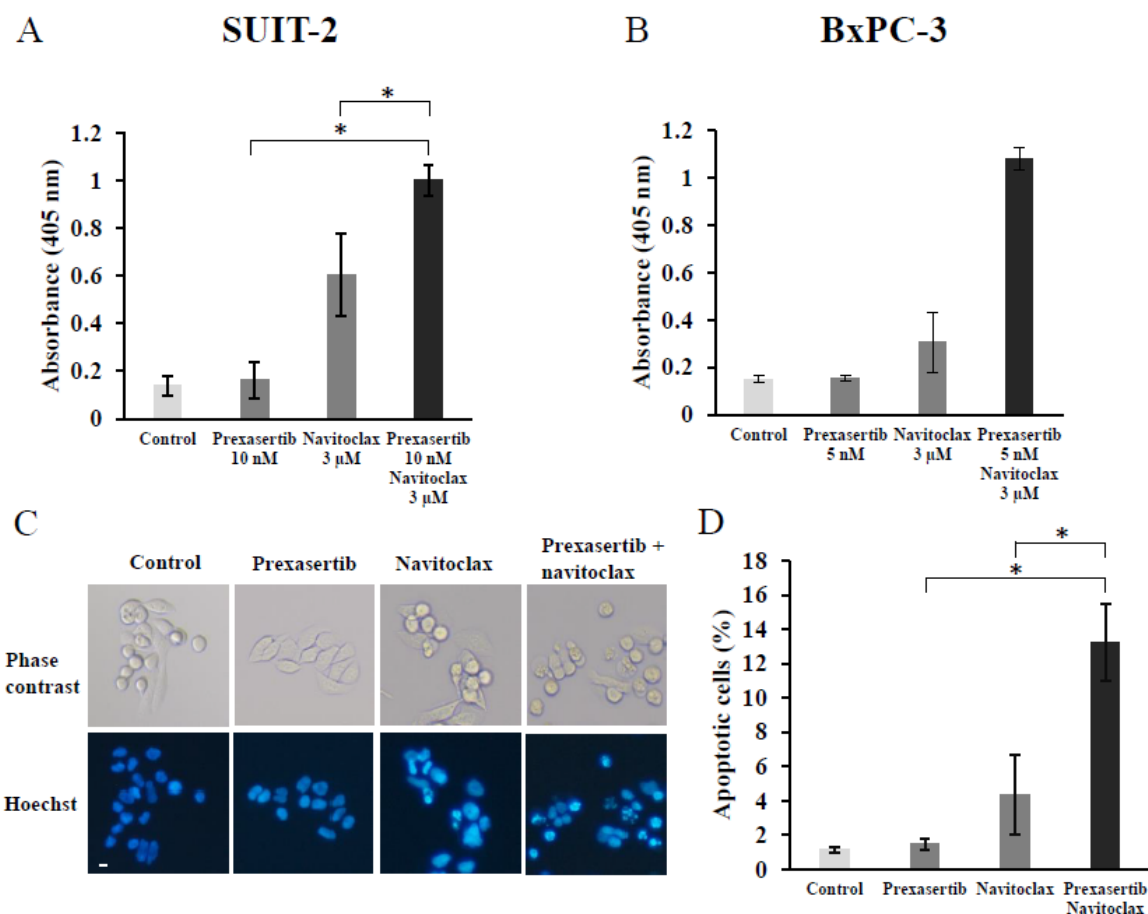 A
SUIT-2
Absorbance (405 nm)
1.2
1
0.8
0.6
0.4
0.2
0
*
*
Control
Prexasertib
10 nM
Navitoclax
3 µM
Prexasertib
10 nM
Navitoclax
3 µM
B
BxPC-3
Absorbance (405 nm)
1.2
1
0.8
0.6
0.4
0.2
0
Control
Prexasertib
5 nM
Navitoclax
3 µM
Prexasertib
5 nM
Navitoclax
3 µM
C
Control
Prexasertib
Navitoclax
Prexasertib +
navitoclax
Phase
contrast
Hoechst
D
Apoptotic cells (%)
18
16
14
12
10
8
6
4
2
0
*
*
Control
Prexasertib
Navitoclax
Prexasertib
Navitoclax